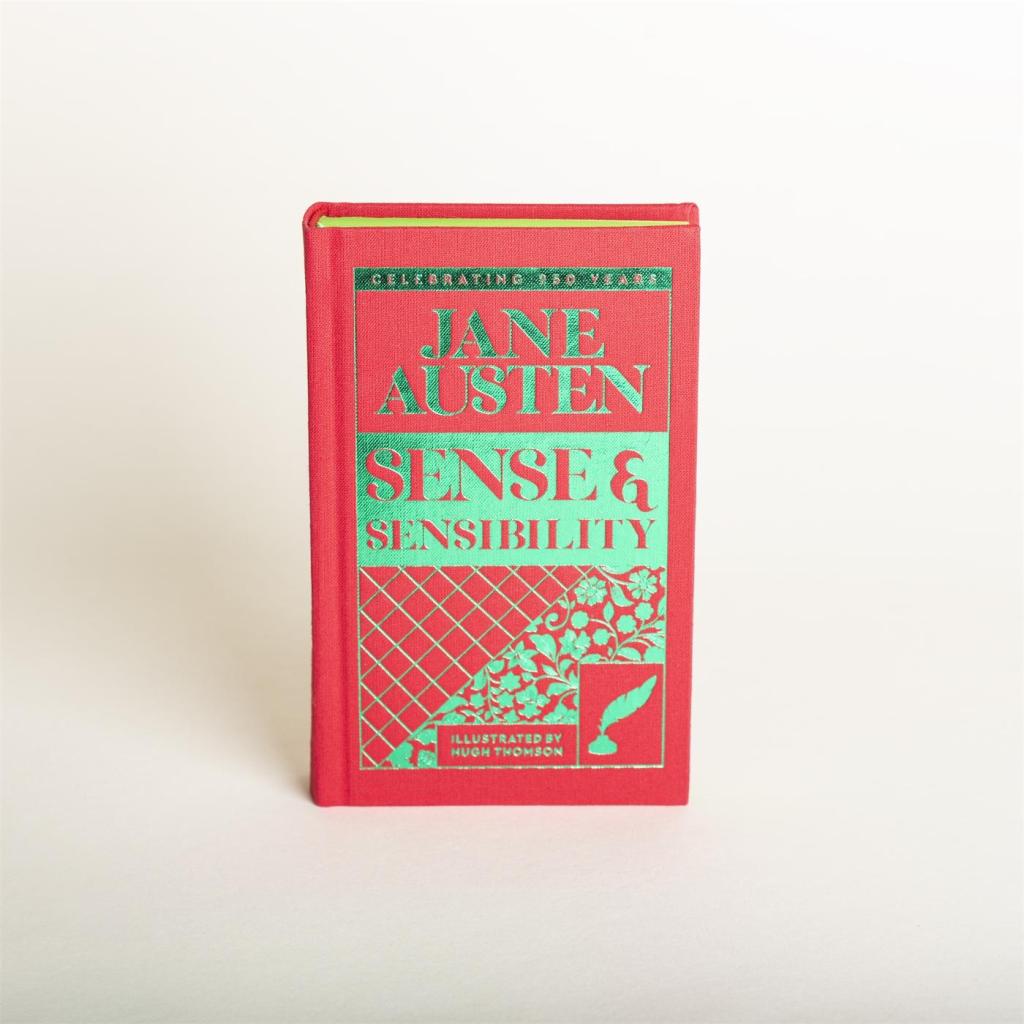 CELEBRATING 250 YEARS
JANE
AUSTEN
SENSE &
SENSIBILITY
ILLUSTRATED BY
HUGH THOMSON